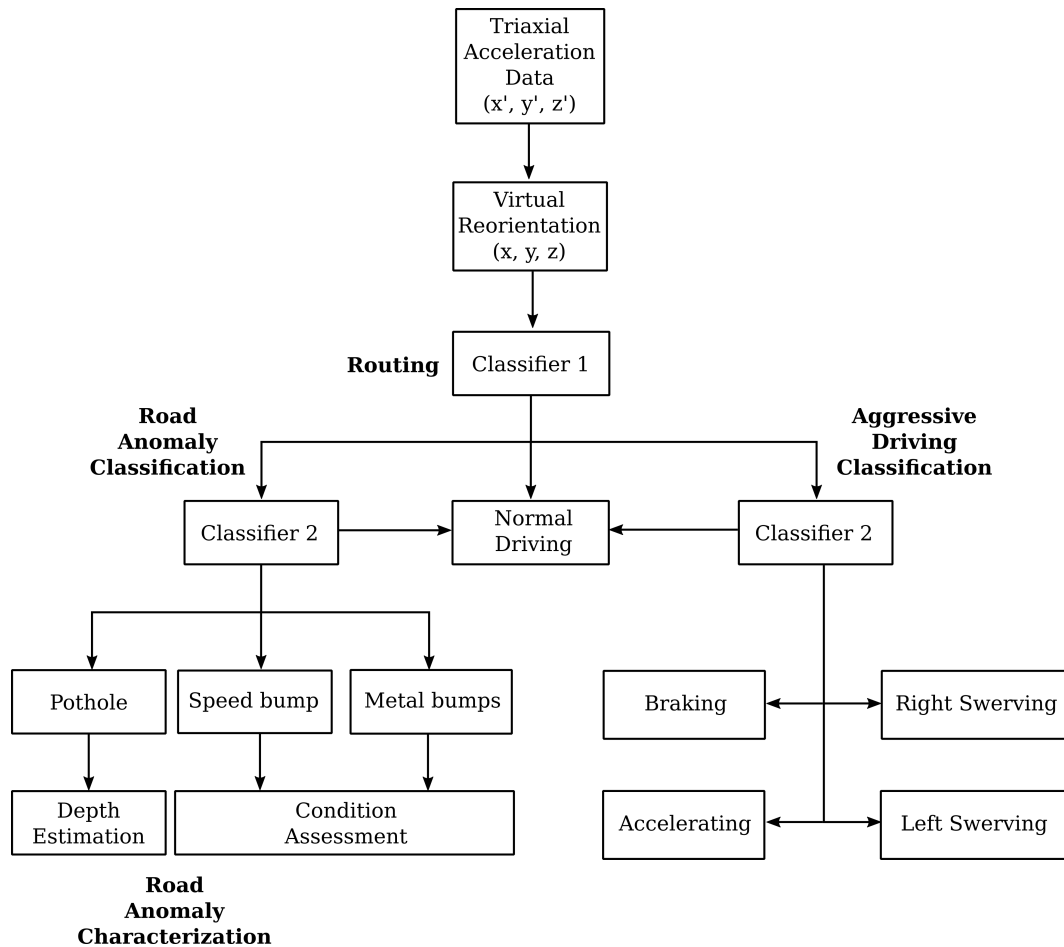 Triaxial
Acceleration
Data
(x', y', z')
Virtual
Reorientation
(x, y, z)
Routing
Classifier 1
Road
Anomaly
Classification
Aggressive
Driving
Classification
Classifier 2
Normal
Driving
Classifier 2
Pothole
Speed bump
Metal bumps
Braking
Right Swerving
Depth
Estimation
Condition
Assessment
Accelerating
Left Swerving
Road
Anomaly
Characterization